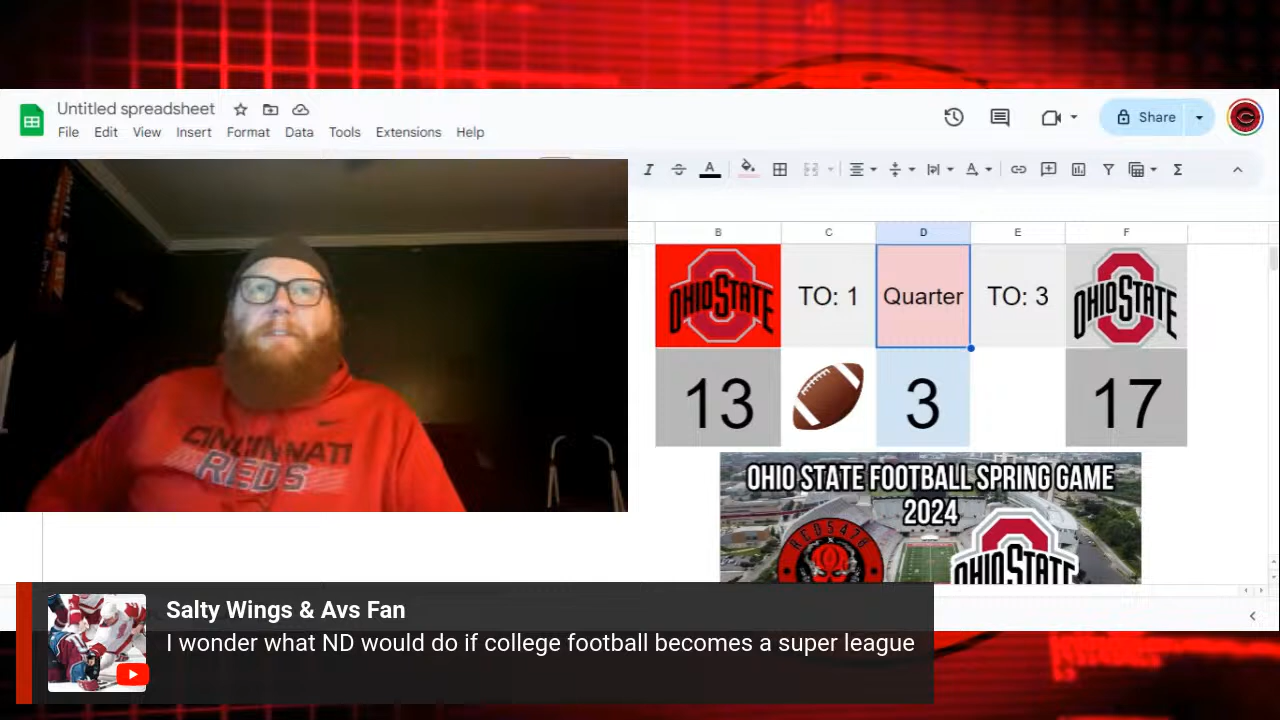 Untitled spreadsheet
File Edit View Insert Format Data Tools Extensions Help
Share
B C D E F
OHIO STATE TO: 1 Quarter TO: 3 OHIO STATE
13 3 17
CINCINNATI
REDS
OHIO STATE FOOTBALL SPRING GAME
2024
REDS476
OHIO STATE
Salty Wings & Avs Fan
I wonder what ND would do if college football becomes a super league